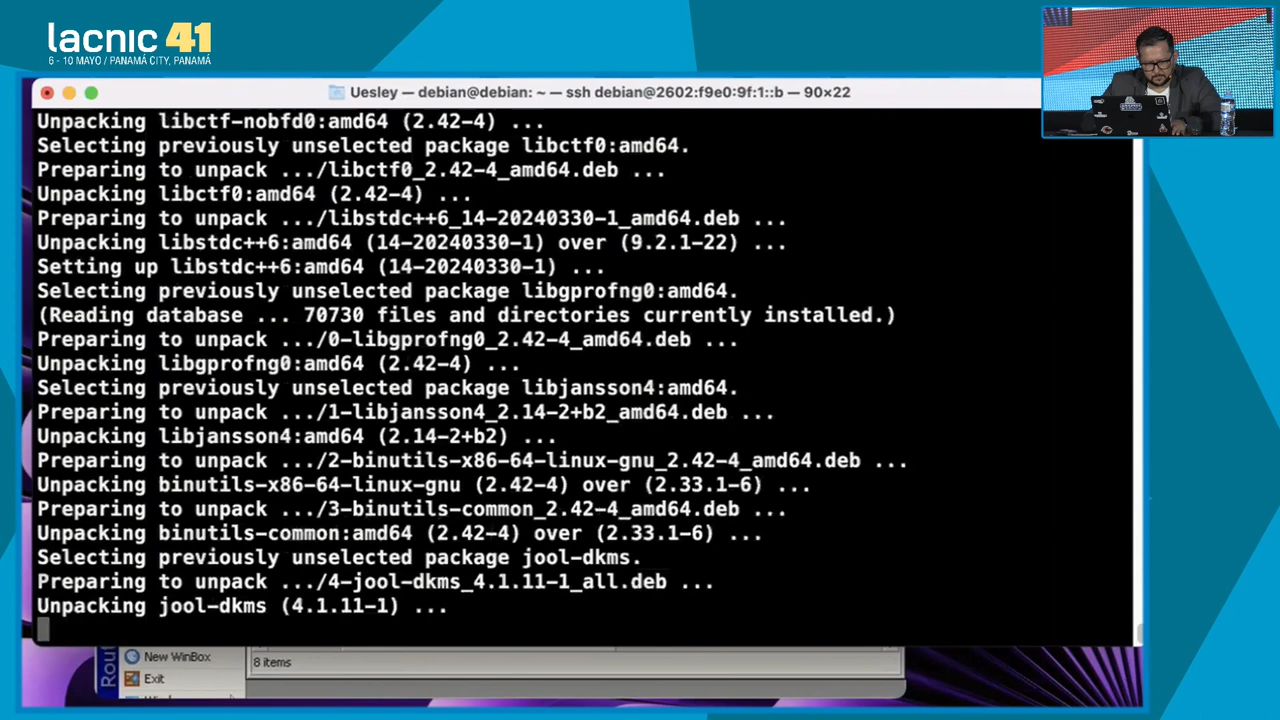 lacnic 41
6 - 10 MAYO / PANAMÁ CITY, PANAMÁ
Uesley — debian@debian: ~ — ssh debian@2602:f9e0:9f:1::b — 90×22
Unpacking libctf-nobfd0:amd64 (2.42-4) ...
Selecting previously unselected package libctf0:amd64.
Preparing to unpack .../libctf0_2.42-4_amd64.deb ...
Unpacking libctf0:amd64 (2.42-4) ...
Preparing to unpack .../libstdc++6_14-20240330-1_amd64.deb ...
Unpacking libstdc++6:amd64 (14-20240330-1) over (9.2.1-22) ...
Setting up libstdc++6:amd64 (14-20240330-1) ...
Selecting previously unselected package libgprofng0:amd64.
(Reading database ... 70730 files and directories currently installed.)
Preparing to unpack .../0-libgprofng0_2.42-4_amd64.deb ...
Unpacking libgprofng0:amd64 (2.42-4) ...
Selecting previously unselected package libjansson4:amd64.
Preparing to unpack .../1-libjansson4_2.14-2+b2_amd64.deb ...
Unpacking libjansson4:amd64 (2.14-2+b2) ...
Preparing to unpack .../2-binutils-x86-64-linux-gnu_2.42-4_amd64.deb ...
Unpacking binutils-x86-64-linux-gnu (2.42-4) over (2.33.1-6) ...
Preparing to unpack .../3-binutils-common_2.42-4_amd64.deb ...
Unpacking binutils-common:amd64 (2.42-4) over (2.33.1-6) ...
Selecting previously unselected package jool-dkms.
Preparing to unpack .../4-jool-dkms_4.1.11-1_all.deb ...
Unpacking jool-dkms (4.1.11-1) ...
Rout
New WinBox
8 items
Exit